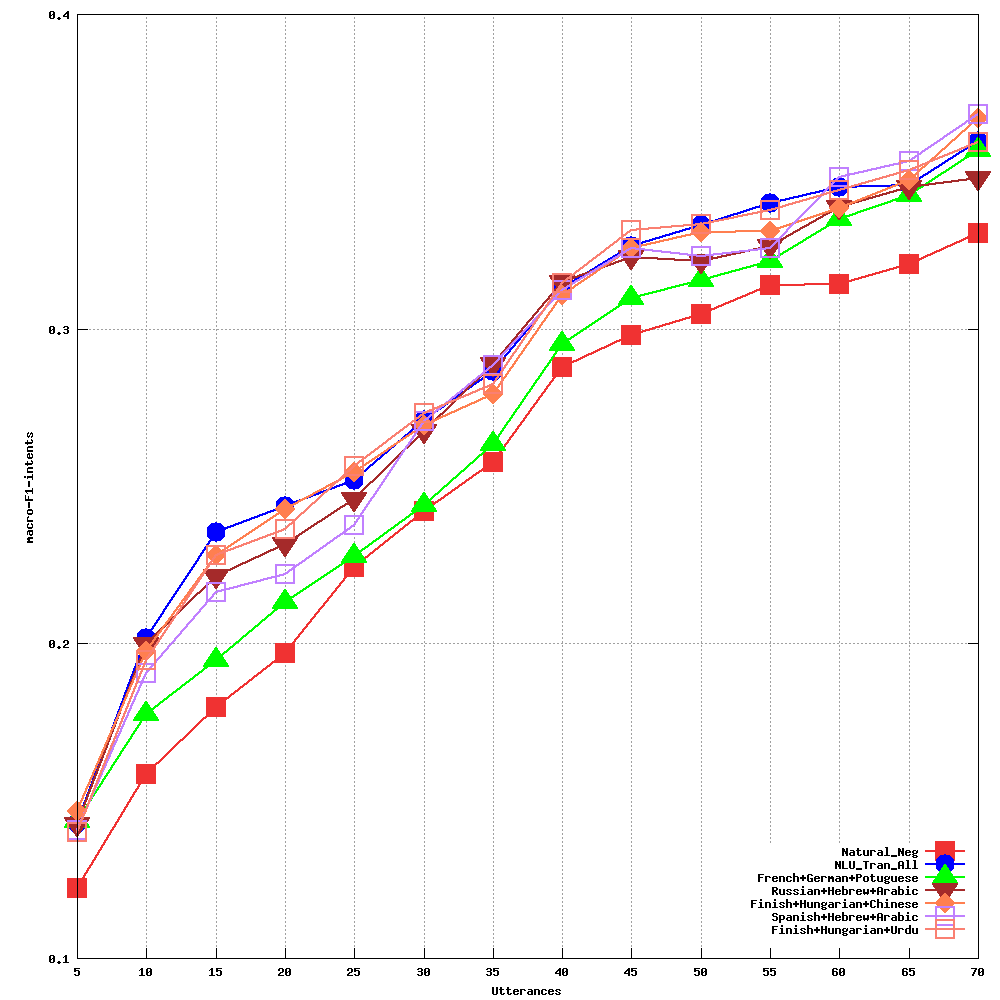 0.4
0.3
0.2
0.1
macro-F1-intents
5 10 15 20 25 30 35 40 45 50 55 60 65 70
Utterances
Natural_Neg
NLU_Tran_All
French+German+Potuguese
Russian+Hebrew+Arabic
Finish+Hungarian+Chinese
Spanish+Hebrew+Arabic
Finish+Hungarian+Urdu